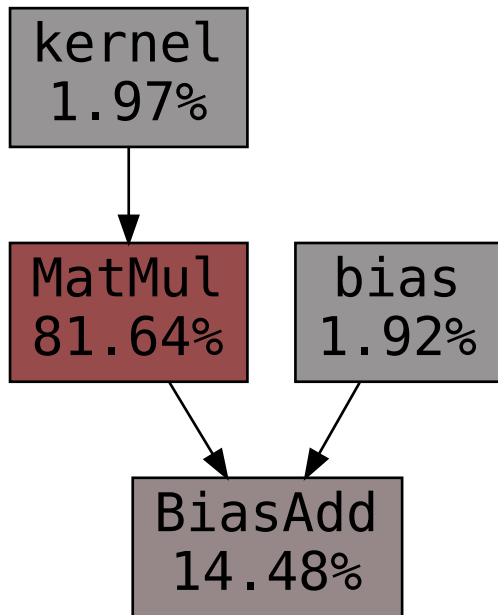 kernel
1.97%
MatMul
81.64%
bias
1.92%
BiasAdd
14.48%